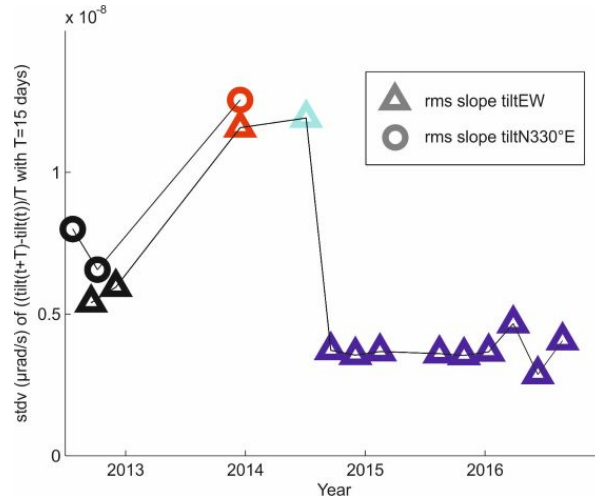 x 10⁻⁸
1
0.5
0
stdv (μrad/s) of ((tilt(t+T)-tilt(t))/T with T=15 days)
rms slope tiltEW
rms slope tiltN330°E
2013 2014 2015 2016
Year